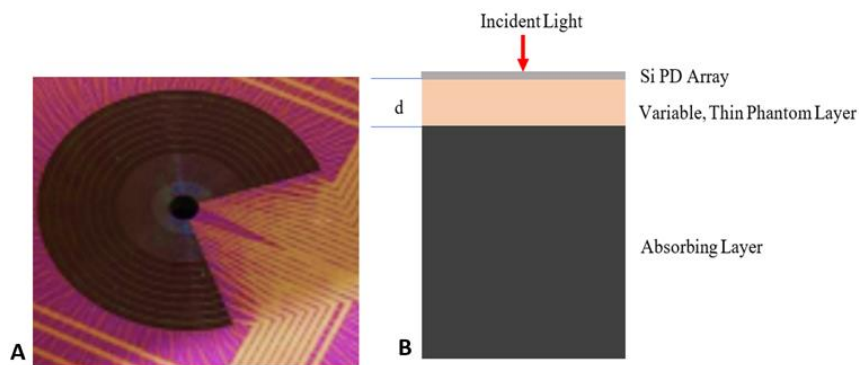 Incident Light
Si PD Array
d
Variable, Thin Phantom Layer
Absorbing Layer
A
B